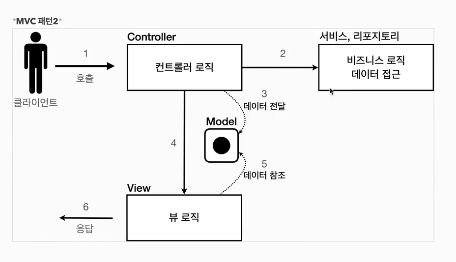 *MVC 패턴2*
Controller
서비스, 리포지토리
1
호출
컨트롤러 로직
2
비즈니스 로직
데이터 접근
클라이언트
3
데이터 전달
Model
4
5
데이터 참조
View
뷰 로직
6
응답